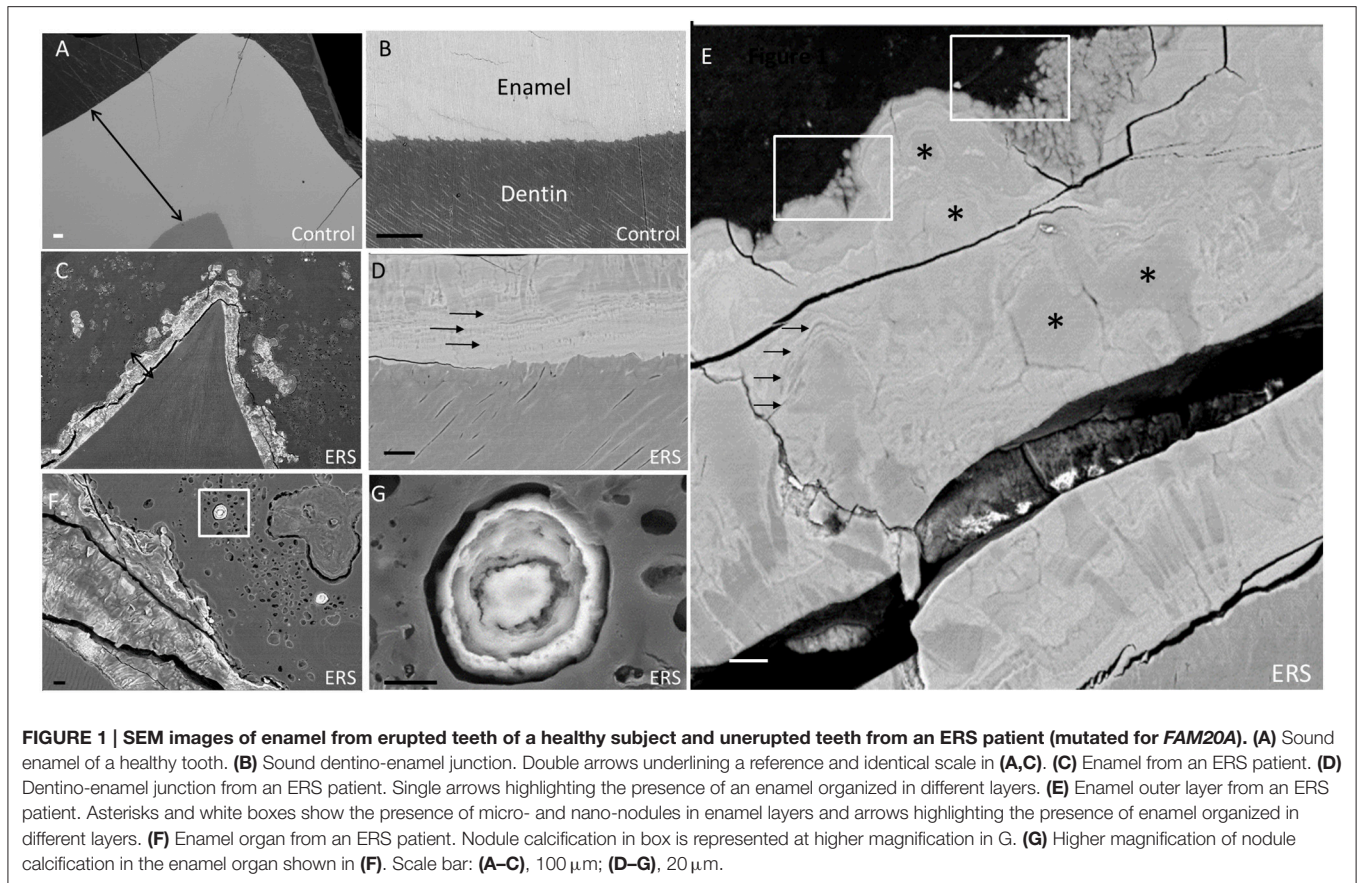 A
Control
B
Enamel
Dentin
Control
C
ERS
D
ERS
F
ERS
G
ERS
E
Figure 1
*
*
*
*
ERS
FIGURE 1 | SEM images of enamel from erupted teeth of a healthy subject and unerupted teeth from an ERS patient (mutated for FAM20A). (A) Sound
enamel of a healthy tooth. (B) Sound dentino-enamel junction. Double arrows underlining a reference and identical scale in (A,C). (C) Enamel from an ERS patient. (D)
Dentino-enamel junction from an ERS patient. Single arrows highlighting the presence of an enamel organized in different layers. (E) Enamel outer layer from an ERS
patient. Asterisks and white boxes show the presence of micro- and nano-nodules in enamel layers and arrows highlighting the presence of enamel organized in
different layers. (F) Enamel organ from an ERS patient. Nodule calcification in box is represented at higher magnification in G. (G) Higher magnification of nodule
calcification in the enamel organ shown in (F). Scale bar: (A–C), 100 μm; (D–G), 20 μm.